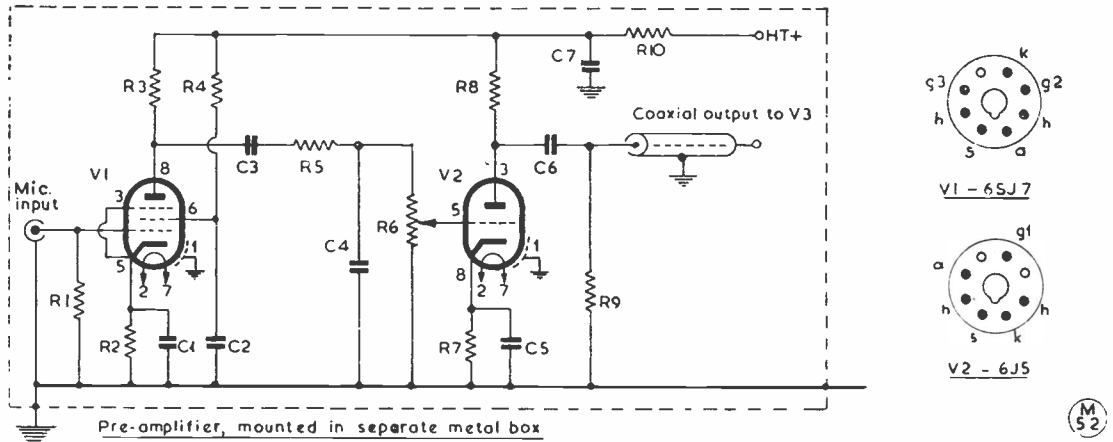 HT+
R10
C7
R3
R4
R8
Coaxial output to V3
C3
R5
C6
V1
8
V2
3
Mic.
input
3
6
5
R6
C4
1
1
5
8
2
7
2
7
R1
R9
R2
C1
C2
R7
C5
Pre-amplifier, mounted in separate metal box
k
g3
g2
h
h
s
a
V1 - 6SJ7
g1
a
h
h
s
k
V2 - 6J5
M
52